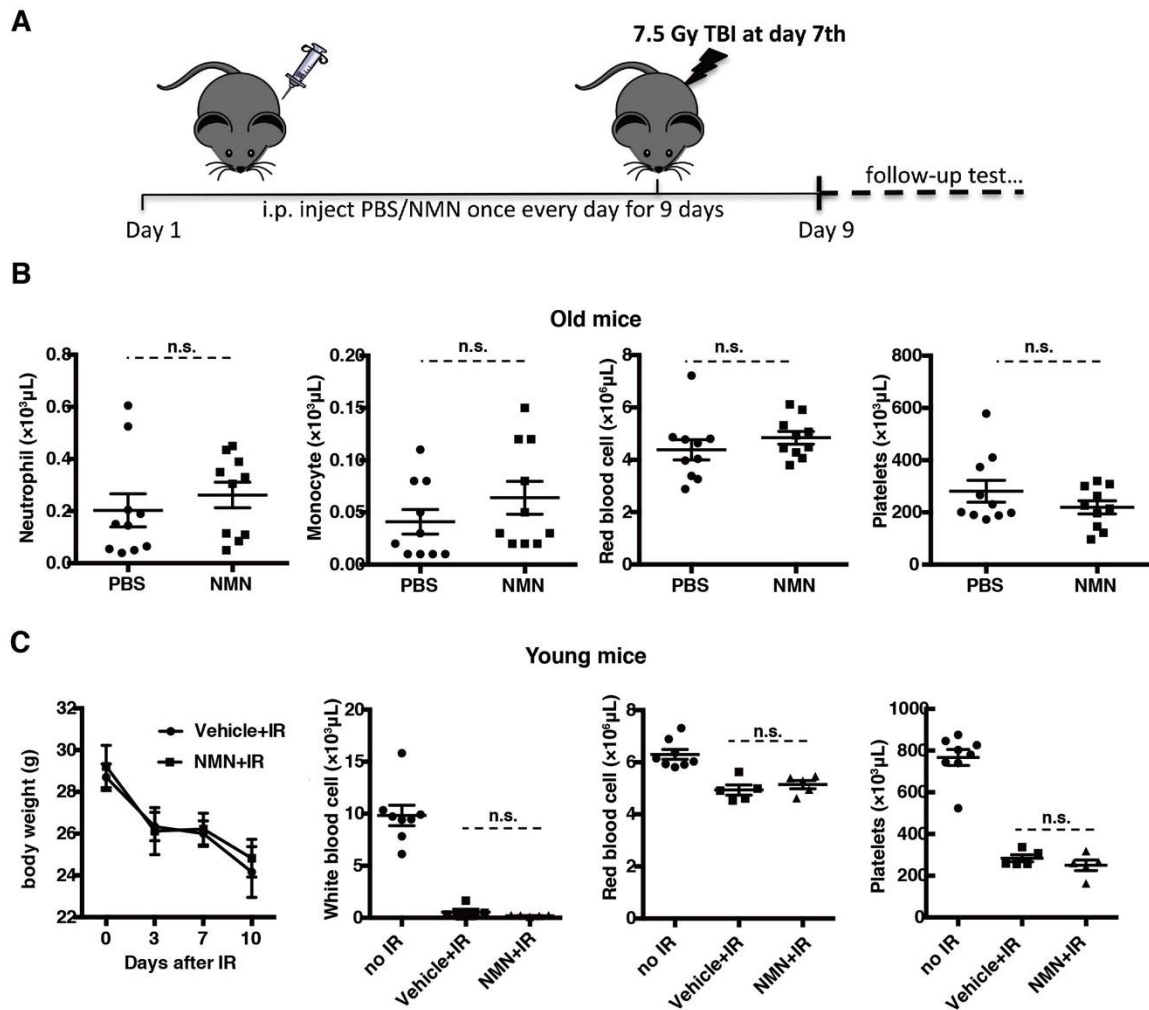 A
7.5 Gy TBI at day 7th
follow-up test...
i.p. inject PBS/NMN once every day for 9 days
Day 1
Day 9
B
Old mice
Neutrophil (×10³µL)
0.8
0.6
0.4
0.2
0.0
n.s.
PBS
NMN
Monocyte (×10³µL)
0.20
0.15
0.10
0.05
0.00
n.s.
PBS
NMN
Red blood cell (×10⁶µL)
8
6
4
2
0
n.s.
PBS
NMN
Platelets (×10³µL)
800
600
400
200
0
n.s.
PBS
NMN
C
Young mice
body weight (g)
32
30
28
26
24
22
Vehicle+IR
NMN+IR
0 3 7 10
Days after IR
White blood cell (×10³µL)
20
15
10
5
0
n.s.
no IR
Vehicle+IR
NMN+IR
Red blood cell (×10⁶µL)
8
6
4
2
0
n.s.
no IR
Vehicle+IR
NMN+IR
Platelets (×10³µL)
1000
800
600
400
200
0
n.s.
no IR
Vehicle+IR
NMN+IR